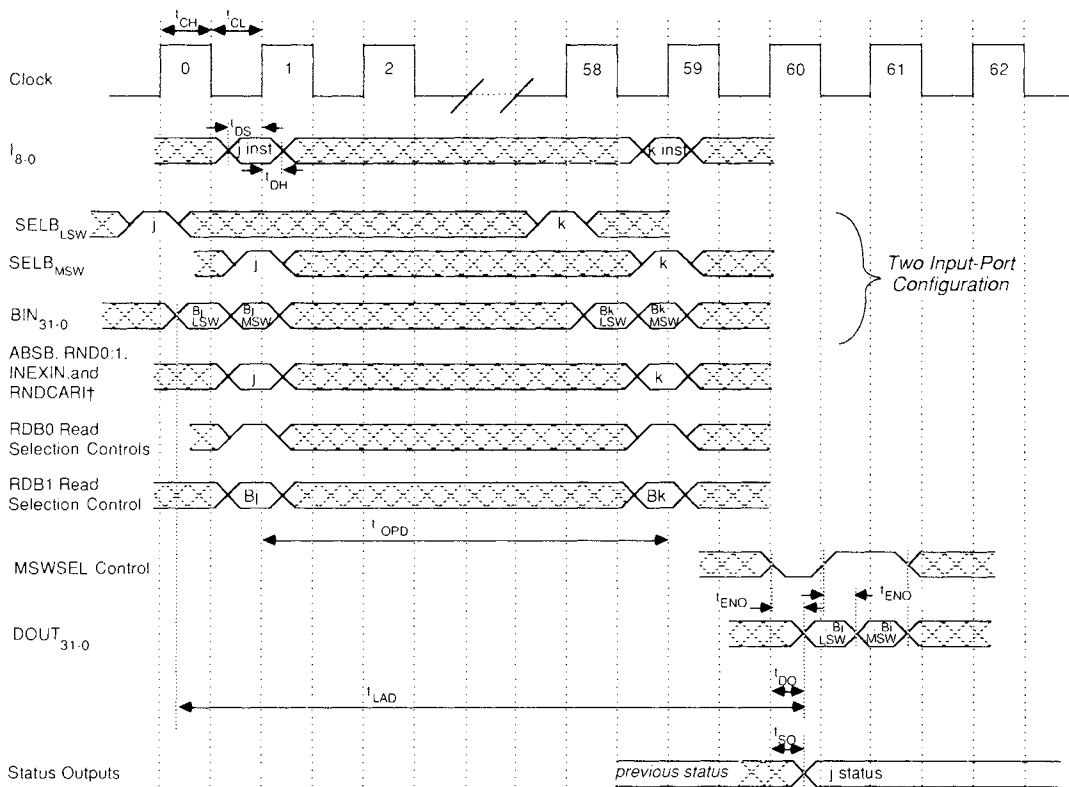 tCH tCL
Clock 0 1 2 58 59 60 61 62
tDS
I8-0 j inst k inst
tDH
SELBLSW j k
SELBMSW j k
Two Input-Port
Configuration
BIN31-0 Bj LSW Bj MSW Bk LSW Bk MSW
ABSB, RND0:1,
INEXIN,and
RNDCARI† j k
RDB0 Read
Selection Controls
RDB1 Read
Selection Control Bj Bk
tOPD
MSWSEL Control
tENO tENO
DOUT31-0 Bj LSW Bj MSW
tDO
tLAD
tSO
Status Outputs previous status j status